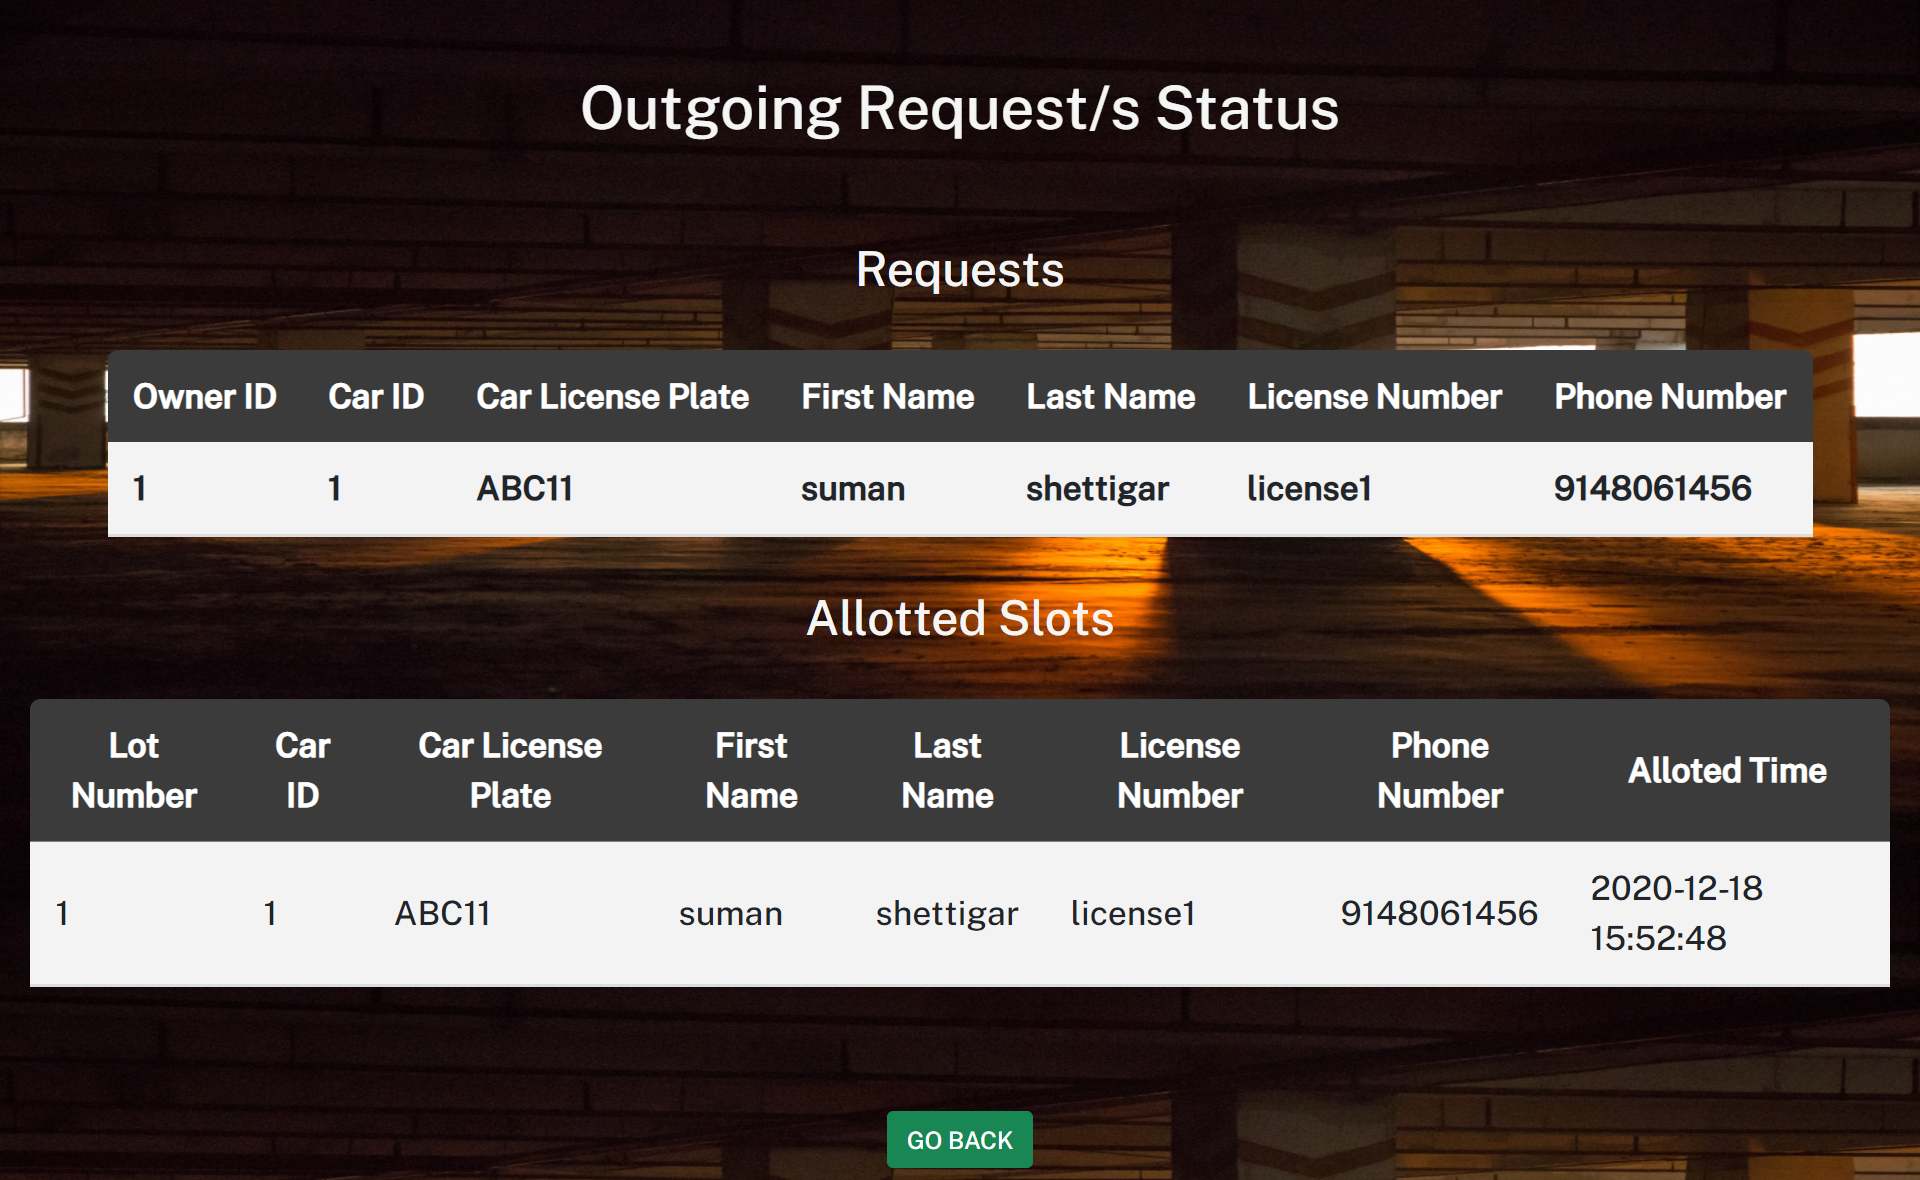 Outgoing Request/s Status
Requests
Owner ID Car ID Car License Plate First Name Last Name License Number Phone Number
1 1 ABC11 suman shettigar license1 9148061456
Allotted Slots
Lot Number Car ID Car License Plate First Name Last Name License Number Phone Number Alloted Time
1 1 ABC11 suman shettigar license1 9148061456 2020-12-18 15:52:48
GO BACK